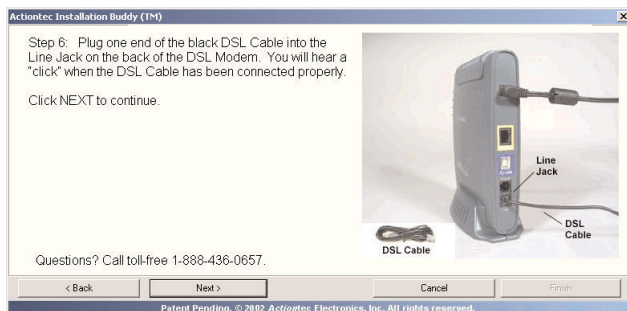 Actiontec Installation Buddy (TM)
Step 6: Plug one end of the black DSL Cable into the
Line Jack on the back of the DSL Modem. You will hear a
"click" when the DSL Cable has been connected properly.
Click NEXT to continue.
Line
Jack
DSL
Cable
DSL Cable
Questions? Call toll-free 1-888-436-0657.
< Back
Next >
Cancel
Finish
Patent Pending. © 2002 Actiontec Electronics, Inc. All rights reserved.